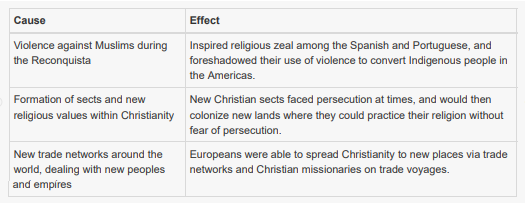 Cause Effect
Violence against Muslims during
the Reconquista
Inspired religious zeal among the Spanish and Portuguese, and
foreshadowed their use of violence to convert Indigenous people in
the Americas.
Formation of sects and new
religious values within Christianity
New Christian sects faced persecution at times, and would then
colonize new lands where they could practice their religion without
fear of persecution.
New trade networks around the
world, dealing with new peoples
and empires
Europeans were able to spread Christianity to new places via trade
networks and Christian missionaries on trade voyages.